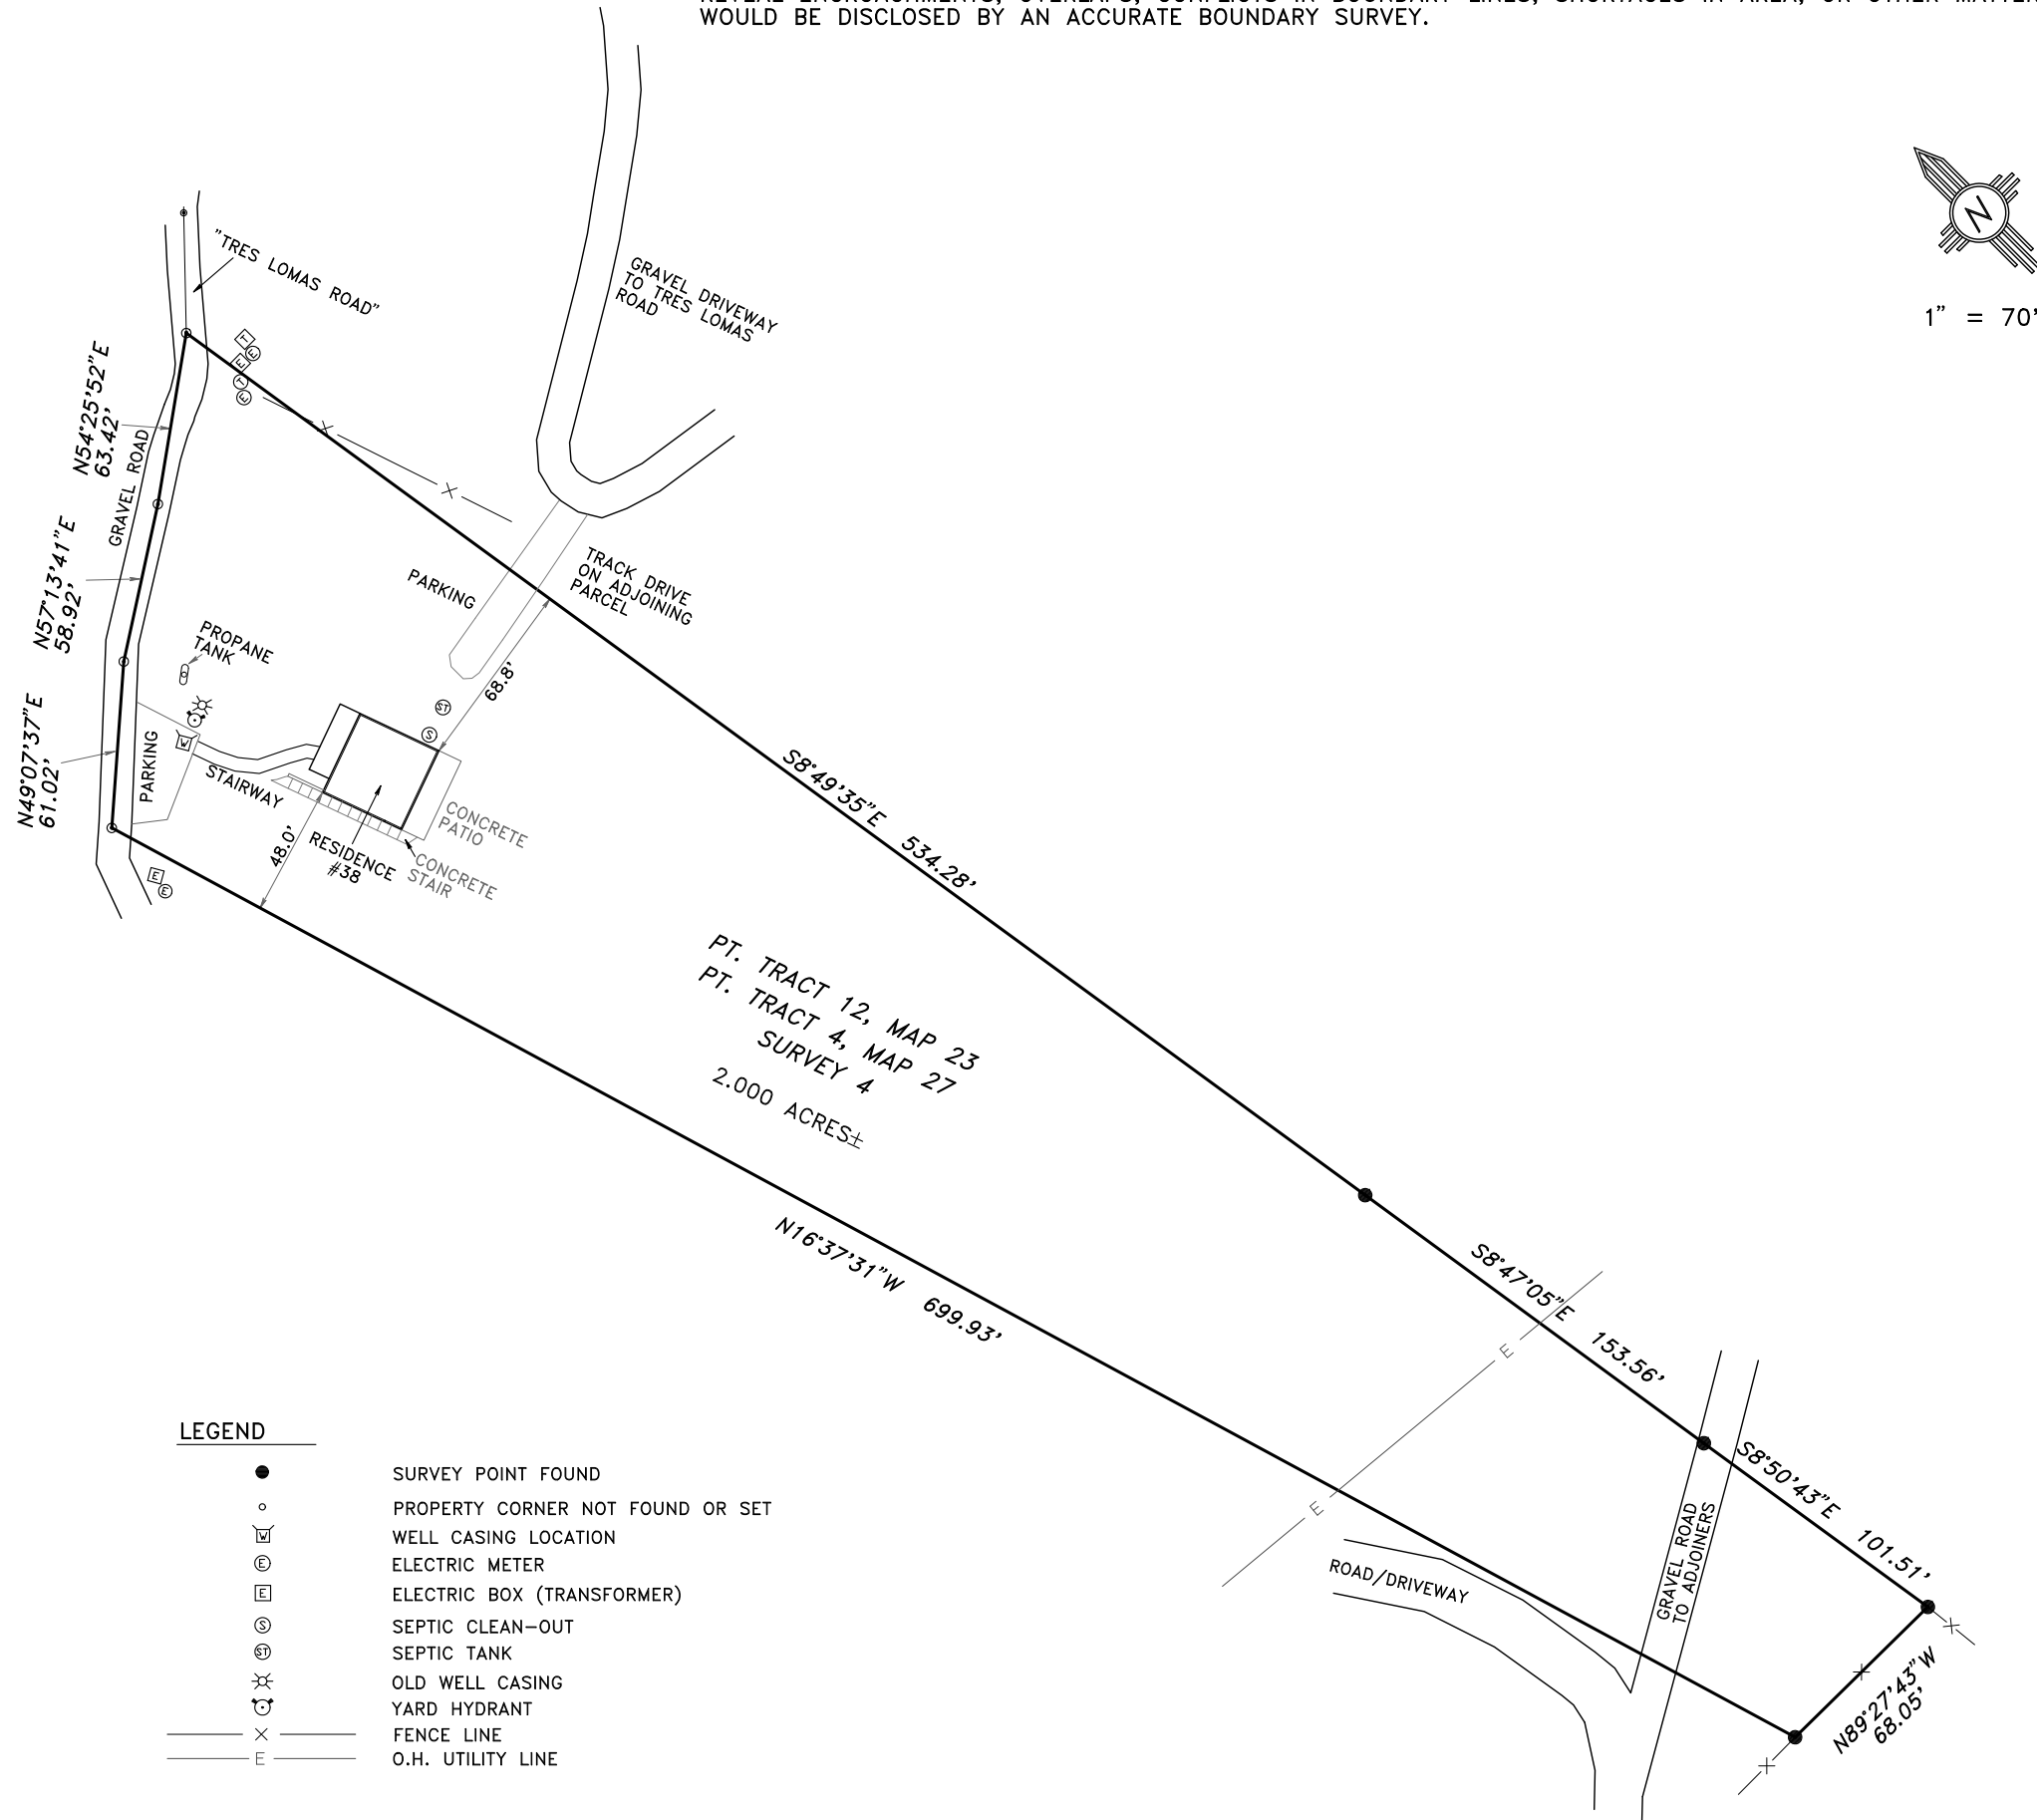 WOULD BE DISCLOSED BY AN ACCURATE BOUNDARY SURVEY.
N
1" = 70'
"TRES LOMAS ROAD"
GRAVEL DRIVEWAY
TO TRES LOMAS
ROAD
T
E
E
T
E
N54°25'52"E
63.42'
GRAVEL ROAD
X
X
N57°13'41"E
58.92'
PARKING
TRACK DRIVE
ON ADJOINING
PARCEL
PROPANE
TANK
68.8'
ST
S
W
N49°07'37"E
61.02'
PARKING
STAIRWAY
CONCRETE
PATIO
48.0'
RESIDENCE
#38
CONCRETE
STAIR
E
E
S8°49'35"E 534.28'
PT. TRACT 12, MAP 23
PT. TRACT 4, MAP 27
SURVEY 4
2.000 ACRES±
N16°37'31"W 699.93'
S8°47'05"E 153.56'
E
E
S8°50'43"E 101.51'
GRAVEL ROAD
TO ADJOINERS
ROAD/DRIVEWAY
X
X
X
N89°27'43"W
68.05'
LEGEND
SURVEY POINT FOUND
PROPERTY CORNER NOT FOUND OR SET
W WELL CASING LOCATION
E ELECTRIC METER
E ELECTRIC BOX (TRANSFORMER)
S SEPTIC CLEAN-OUT
ST SEPTIC TANK
OLD WELL CASING
YARD HYDRANT
X FENCE LINE
E O.H. UTILITY LINE